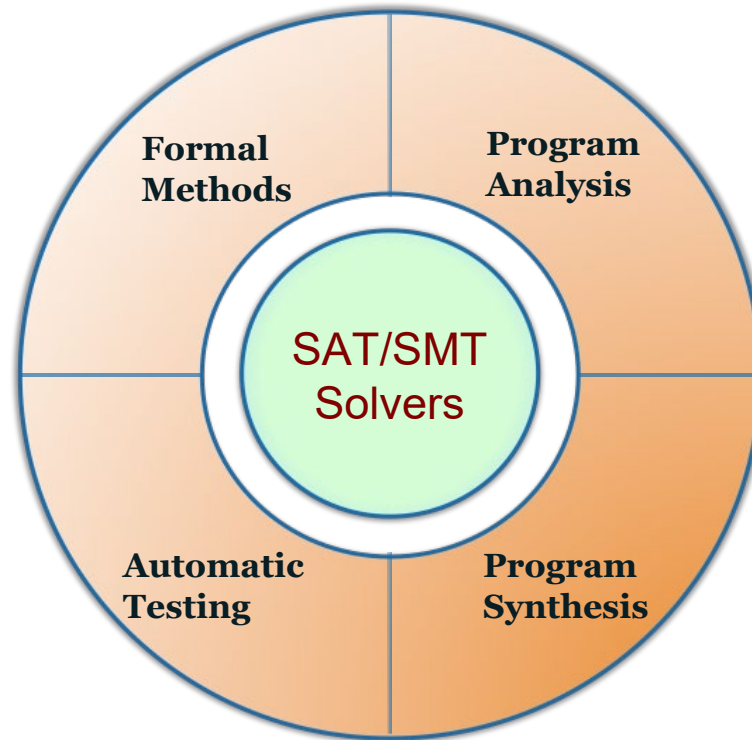 Formal
Methods
Program
Analysis
SAT/SMT
Solvers
Automatic
Testing
Program
Synthesis